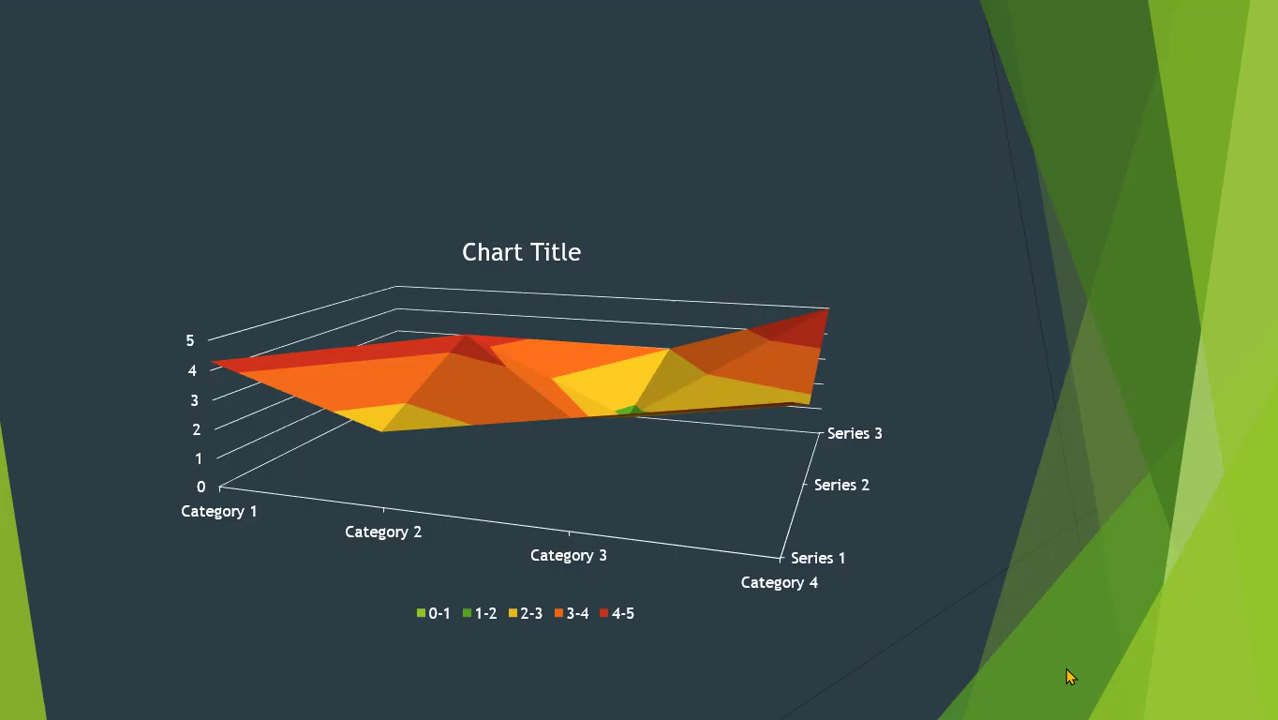 Chart Title
5
4
3
2
1
0
Series 3
Series 2
Series 1
Category 1
Category 2
Category 3
Category 4
0-1 1-2 2-3 3-4 4-5